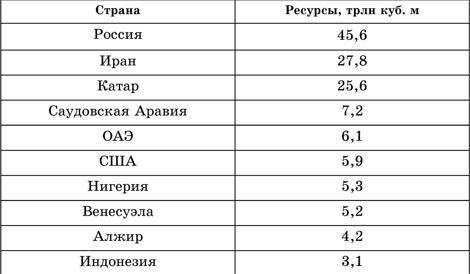 Страна Ресурсы, трлн куб. м
Россия 45,6
Иран 27,8
Катар 25,6
Саудовская Аравия 7,2
ОАЭ 6,1
США 5,9
Нигерия 5,3
Венесуэла 5,2
Алжир 4,2
Индонезия 3,1